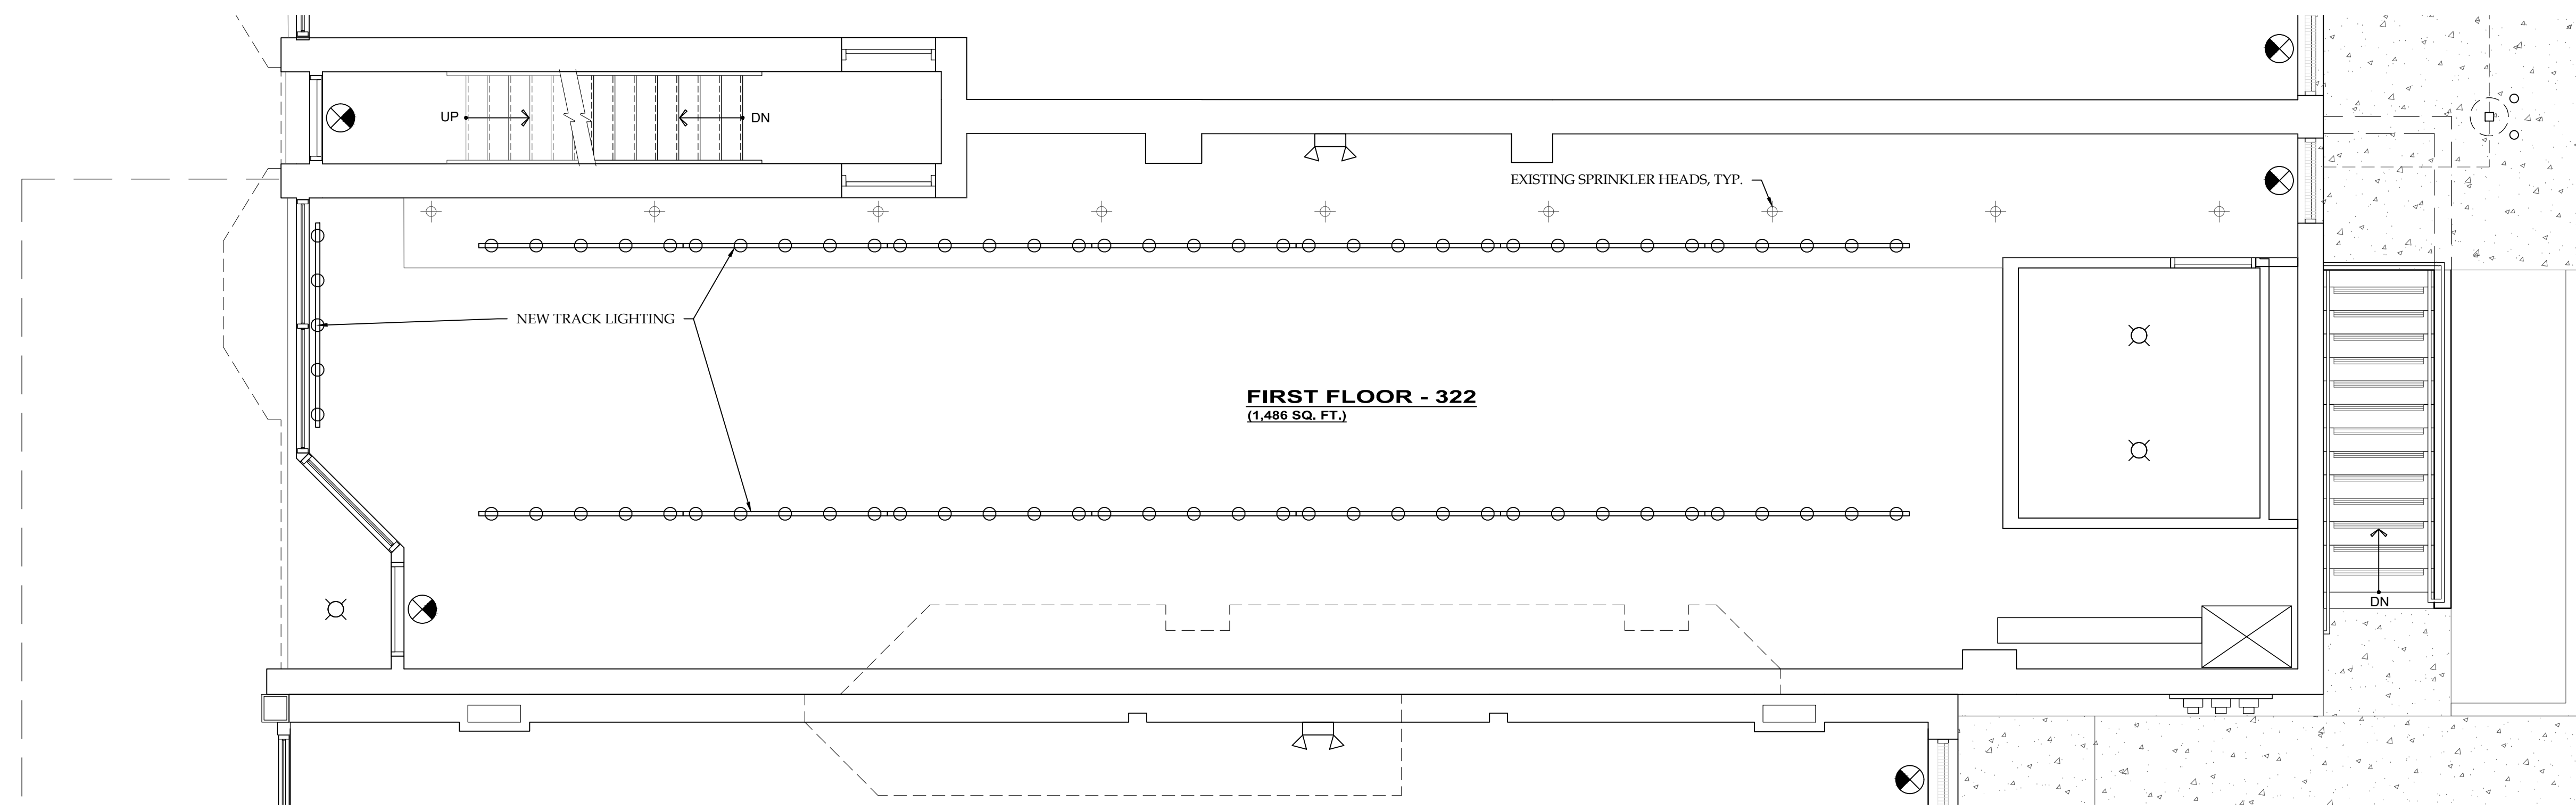 UP
DN
EXISTING SPRINKLER HEADS, TYP.
NEW TRACK LIGHTING
FIRST FLOOR - 322
(1,486 SQ. FT.)
DN